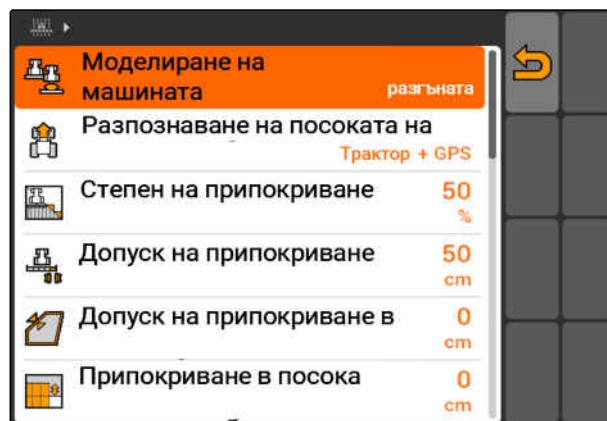 Моделиране на
машината
разгъната
Разпознаване на посоката на
Трактор + GPS
Степен на припокриване
50
%
Допуск на припокриване
50
cm
Допуск на припокриване в
0
cm
Припокриване в посока
0
cm